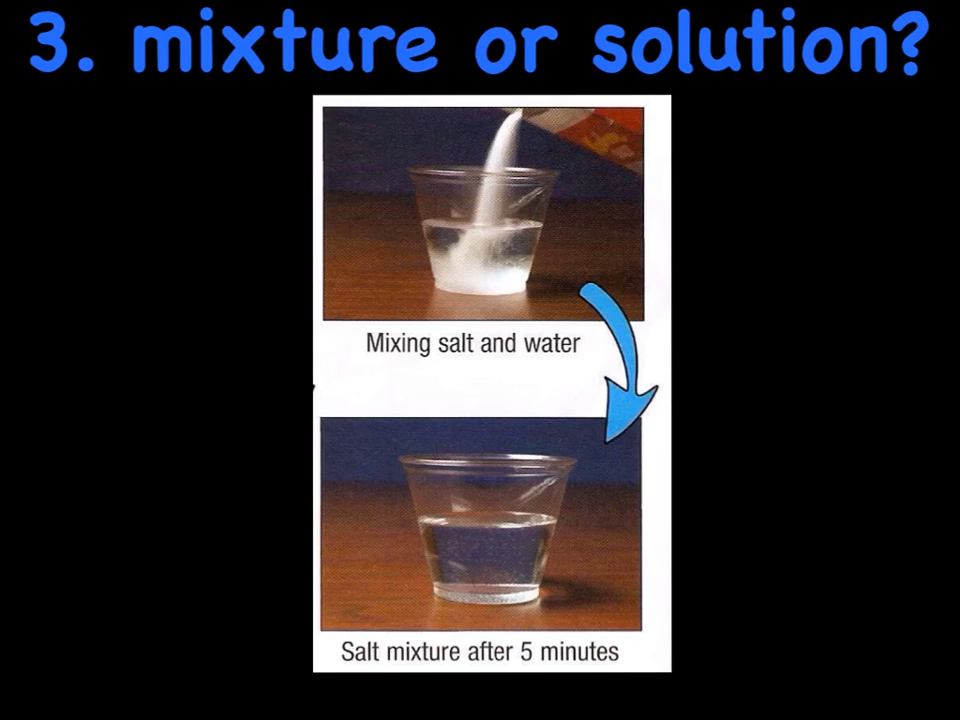 3. mixture or solution?
Mixing salt and water
Salt mixture after 5 minutes